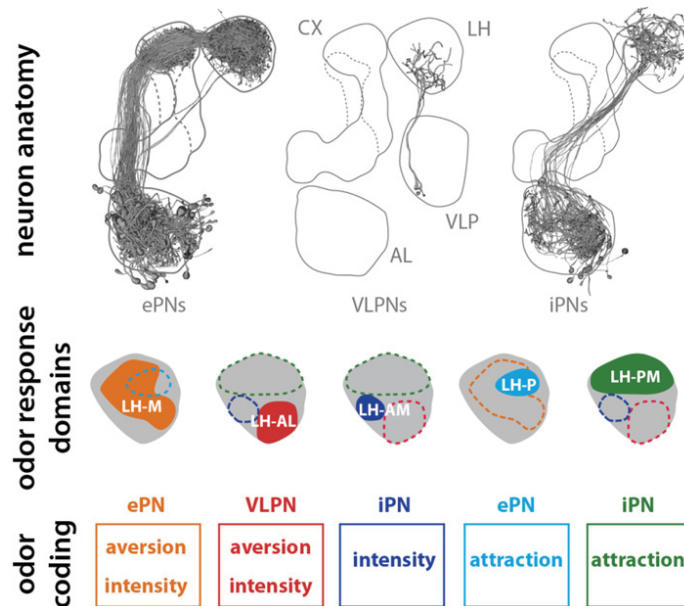 neuron anatomy
CX
LH
VLP
AL
ePNs
VLPNs
iPNs
odor response
domains
LH-M
LH-AL
LH-AM
LH-P
LH-PM
odor
coding
ePN
VLPN
iPN
ePN
iPN
aversion
intensity
aversion
intensity
intensity
attraction
attraction